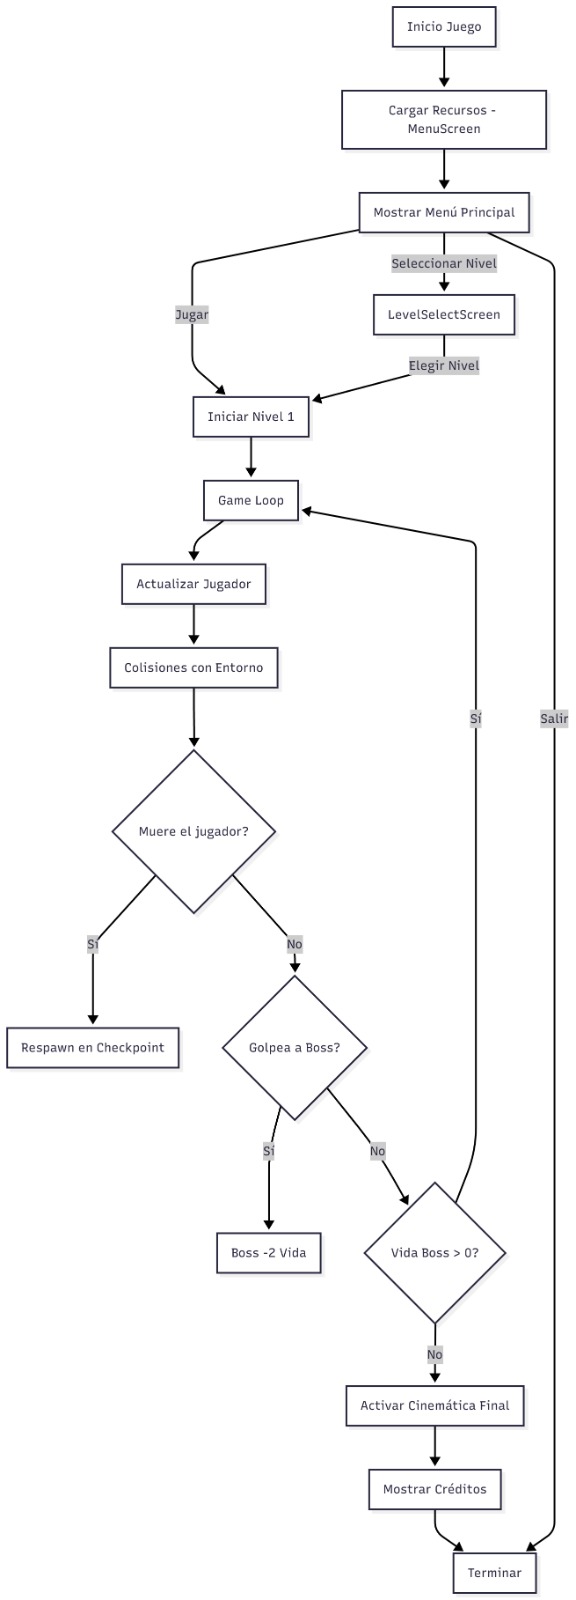 Inicio Juego
Cargar Recursos -
MenuScreen
Mostrar Menú Principal
Seleccionar Nivel
Jugar
LevelSelectScreen
Elegir Nivel
Iniciar Nivel 1
Game Loop
Actualizar Jugador
Colisiones con Entorno
Sí
Salir
Muere el jugador?
Sí
No
Respawn en Checkpoint
Golpea a Boss?
Sí
No
Boss -2 Vida
Vida Boss > 0?
No
Activar Cinemática Final
Mostrar Créditos
Terminar